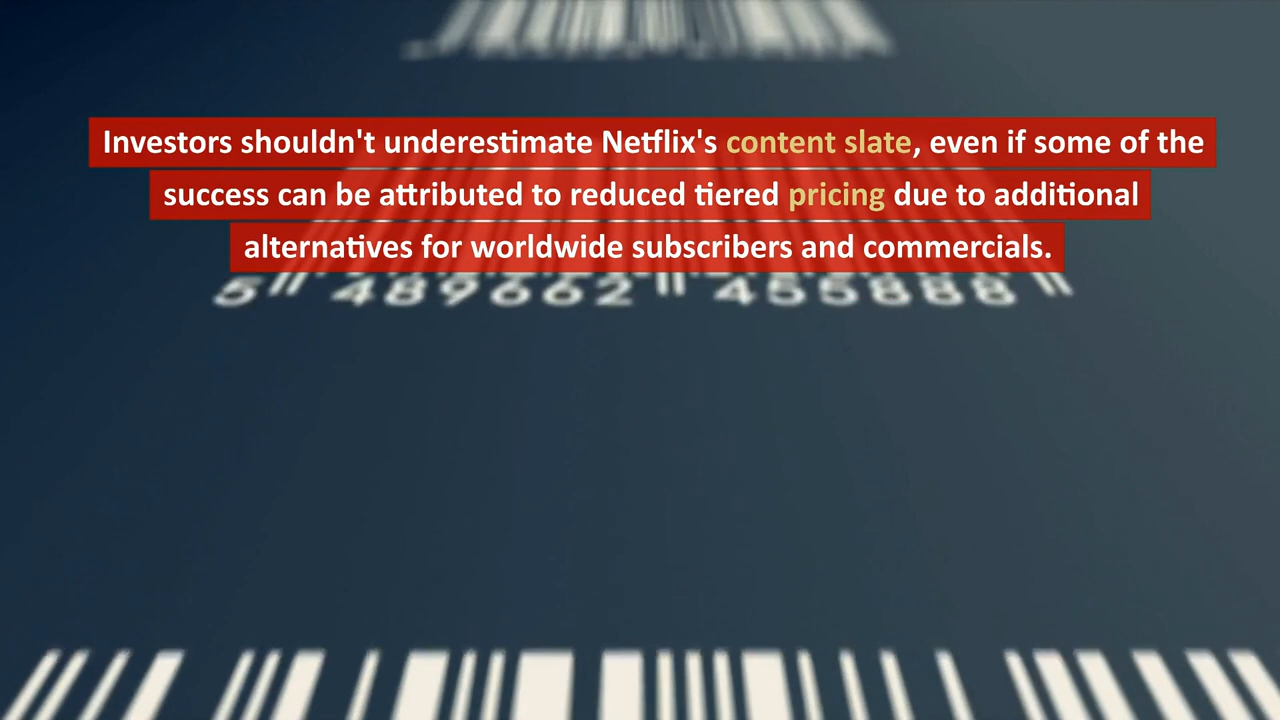 Investors shouldn't underestimate Netflix's content slate, even if some of the
success can be attributed to reduced tiered pricing due to additional
alternatives for worldwide subscribers and commercials.
5 489662 455888